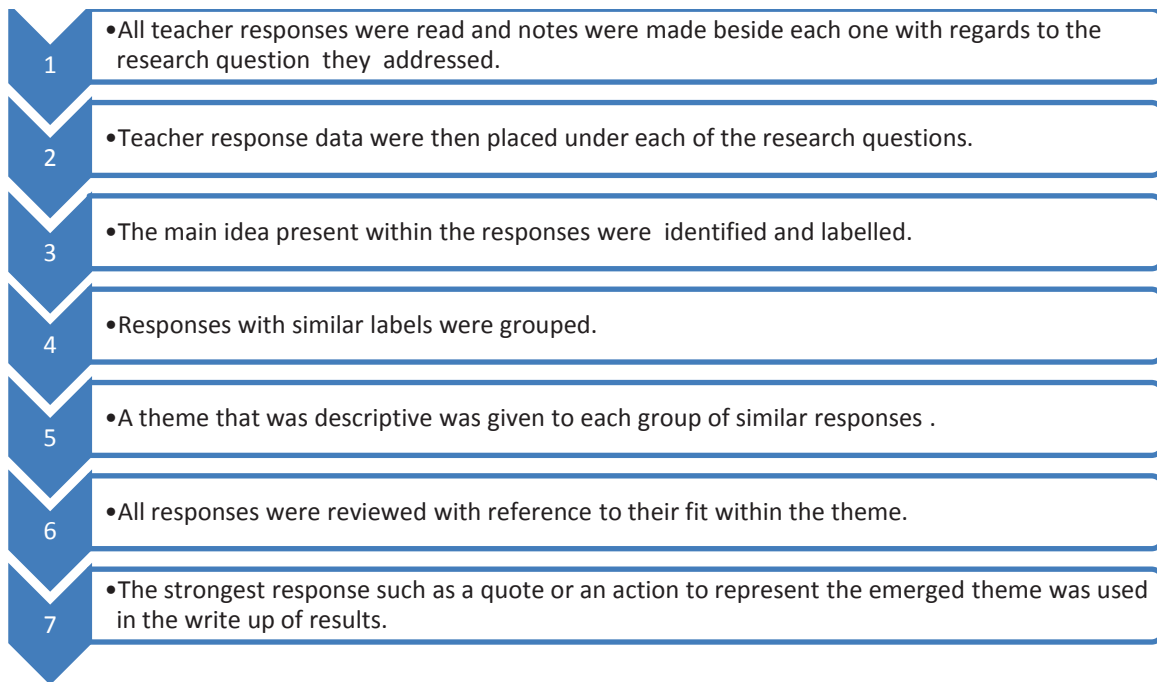 1
•All teacher responses were read and notes were made beside each one with regards to the
research question they addressed.
2
•Teacher response data were then placed under each of the research questions.
3
•The main idea present within the responses were identified and labelled.
4
•Responses with similar labels were grouped.
5
•A theme that was descriptive was given to each group of similar responses .
6
•All responses were reviewed with reference to their fit within the theme.
7
•The strongest response such as a quote or an action to represent the emerged theme was used
in the write up of results.